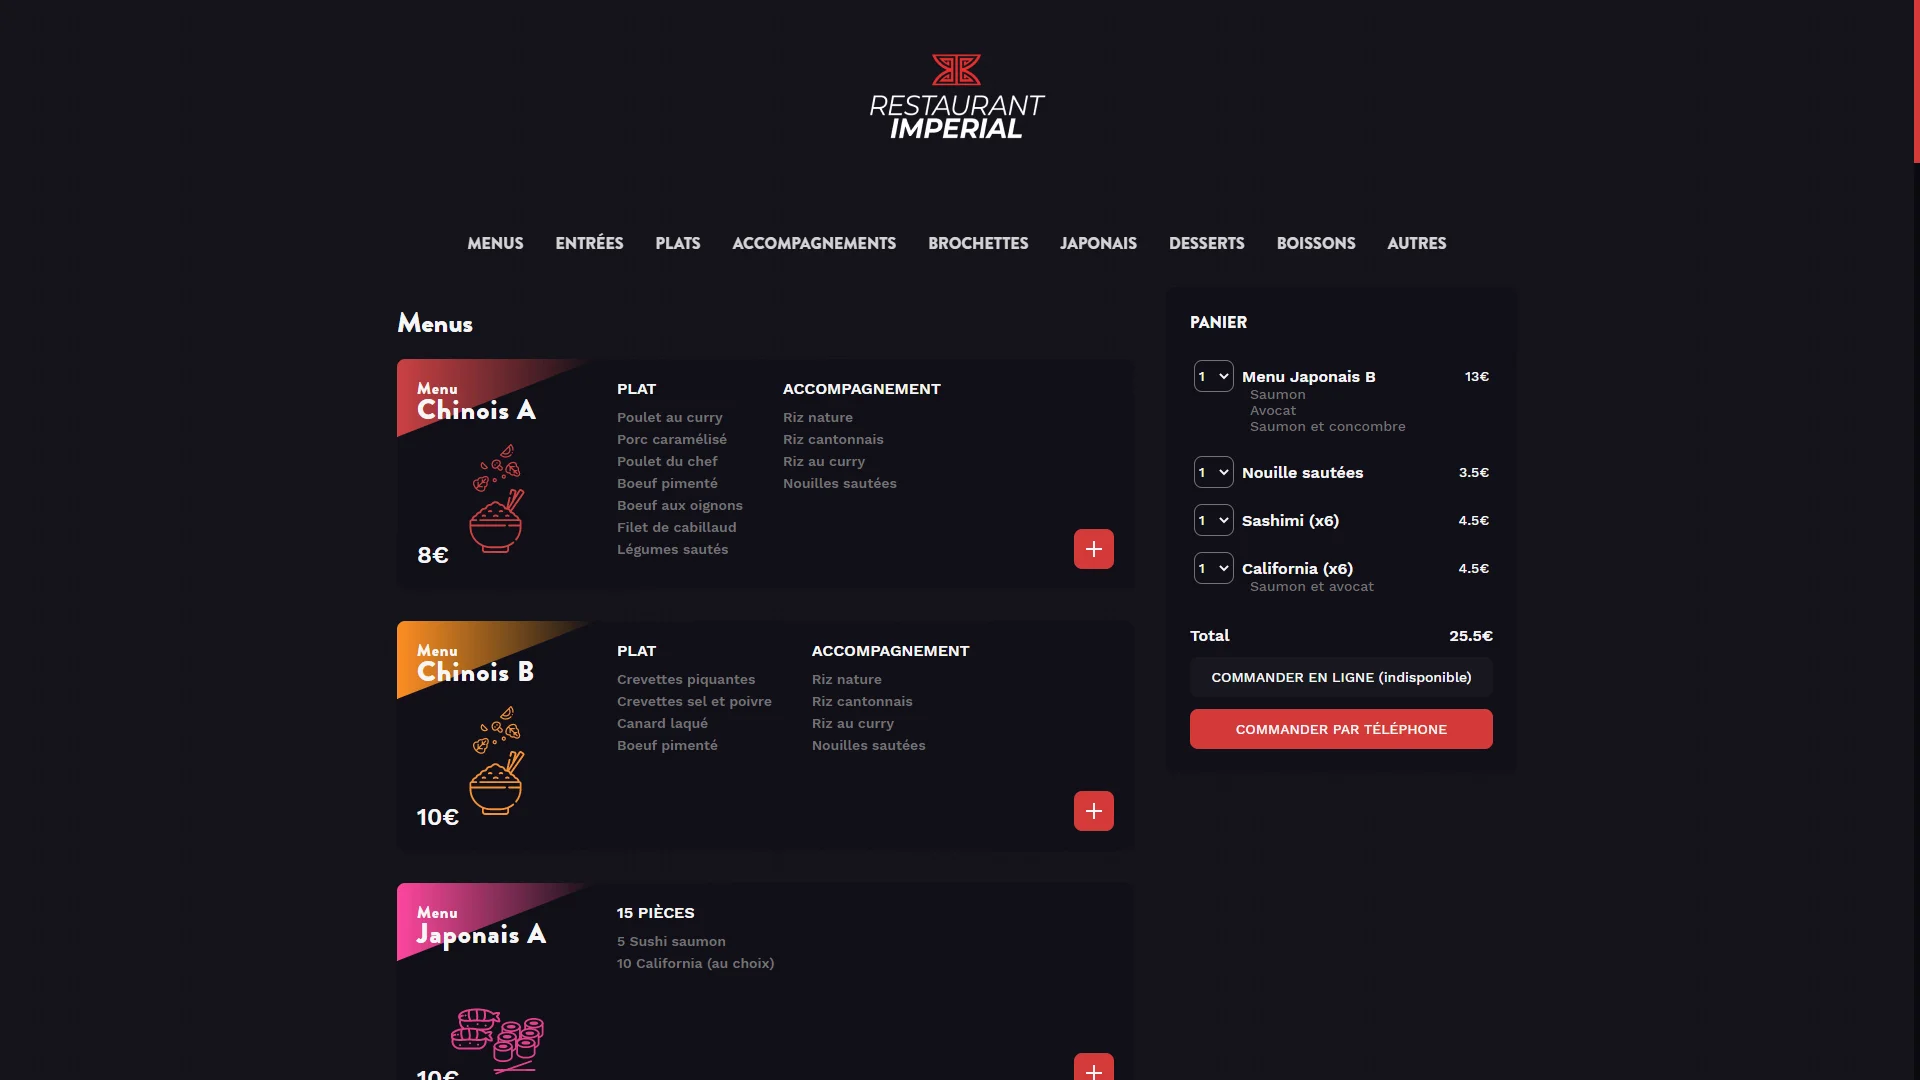 RESTAURANT
IMPERIAL
MENUS ENTRÉES PLATS ACCOMPAGNEMENTS BROCHETTES JAPONAIS DESSERTS BOISSONS AUTRES
Menus
Menu
Chinois A
8€
PLAT
Poulet au curry
Porc caramélisé
Poulet du chef
Boeuf pimenté
Boeuf aux oignons
Filet de cabillaud
Légumes sautés
ACCOMPAGNEMENT
Riz nature
Riz cantonnais
Riz au curry
Nouilles sautées
Menu
Chinois B
10€
PLAT
Crevettes piquantes
Crevettes sel et poivre
Canard laqué
Boeuf pimenté
ACCOMPAGNEMENT
Riz nature
Riz cantonnais
Riz au curry
Nouilles sautées
Menu
Japonais A
10€
15 PIÈCES
5 Sushi saumon
10 California (au choix)
PANIER
1 Menu Japonais B 13€
Saumon
Avocat
Saumon et concombre
1 Nouille sautées 3.5€
1 Sashimi (x6) 4.5€
1 California (x6) 4.5€
Saumon et avocat
Total 25.5€
COMMANDER EN LIGNE (indisponible)
COMMANDER PAR TÉLÉPHONE